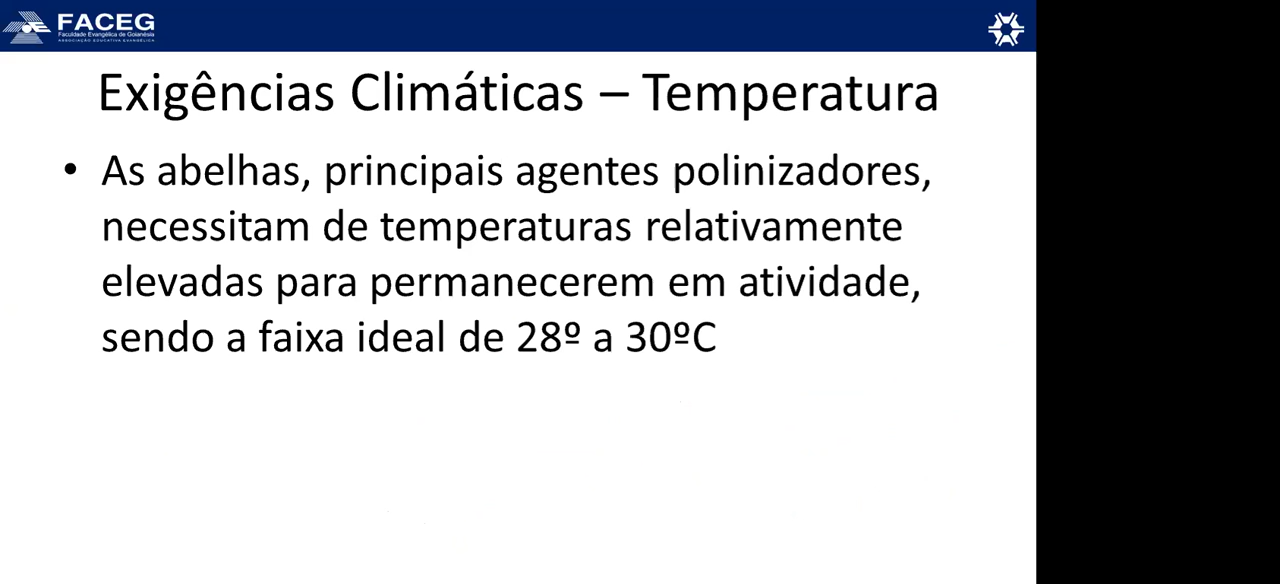 FACEG
Faculdade Evangélica de Goianésia
ASSOCIAÇÃO EDUCATIVA EVANGÉLICA
Exigências Climáticas – Temperatura
• As abelhas, principais agentes polinizadores,
necessitam de temperaturas relativamente
elevadas para permanecerem em atividade,
sendo a faixa ideal de 28º a 30ºC